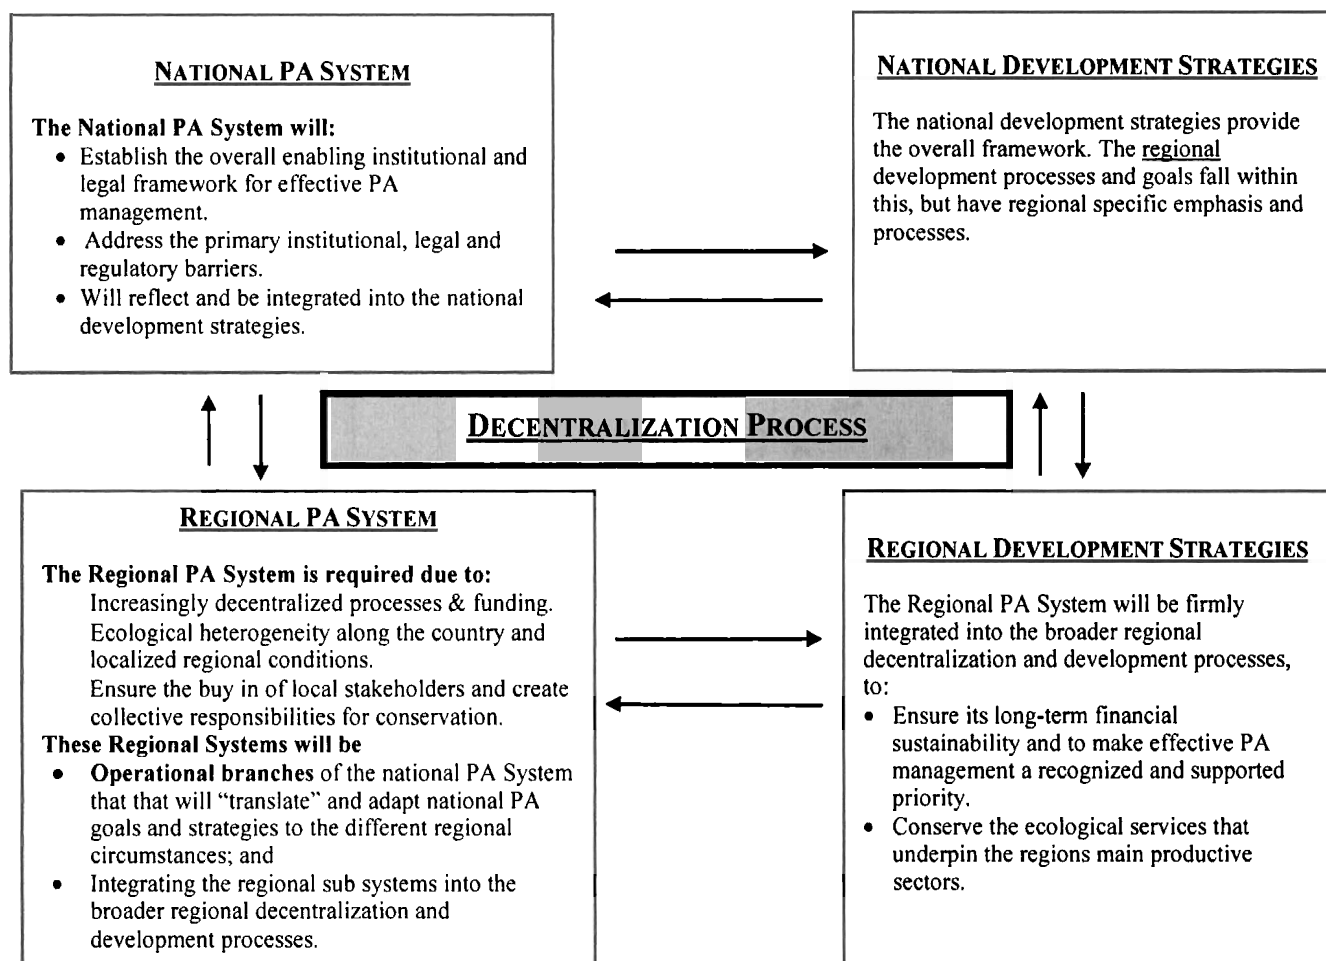 NATIONAL PA SYSTEM
The National PA System will:
• Establish the overall enabling institutional and
legal framework for effective PA
management.
• Address the primary institutional, legal and
regulatory barriers.
• Will reflect and be integrated into the national
development strategies.
NATIONAL DEVELOPMENT STRATEGIES
The national development strategies provide
the overall framework. The regional
development processes and goals fall within
this, but have regional specific emphasis and
processes.
DECENTRALIZATION PROCESS
REGIONAL PA SYSTEM
The Regional PA System is required due to:
Increasingly decentralized processes & funding.
Ecological heterogeneity along the country and
localized regional conditions.
Ensure the buy in of local stakeholders and create
collective responsibilities for conservation.
These Regional Systems will be
• Operational branches of the national PA System
that that will “translate” and adapt national PA
goals and strategies to the different regional
circumstances; and
• Integrating the regional sub systems into the
broader regional decentralization and
development processes.
REGIONAL DEVELOPMENT STRATEGIES
The Regional PA System will be firmly
integrated into the broader regional
decentralization and development processes,
to:
• Ensure its long-term financial
sustainability and to make effective PA
management a recognized and supported
priority.
• Conserve the ecological services that
underpin the regions main productive
sectors.